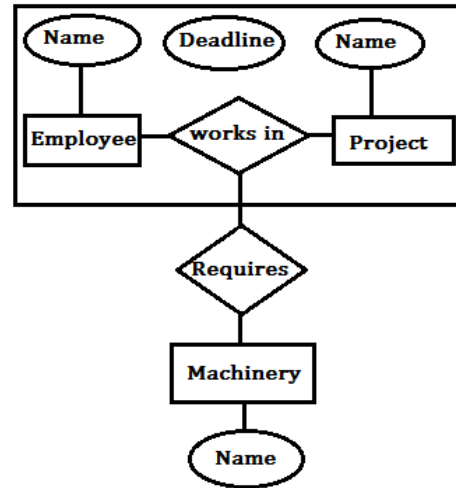 Name
Deadline
Name
Employee
works in
Project
Requires
Machinery
Name